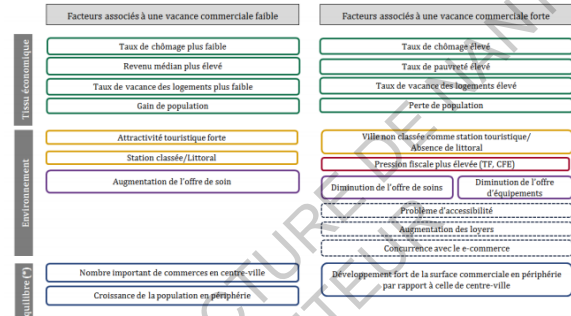 Facteurs associés à une vacance commerciale faible
Facteurs associés à une vacance commerciale forte
Tissu économique
Taux de chômage plus faible
Revenu médian plus élevé
Taux de vacance des logements plus faible
Gain de population
Taux de chômage élevé
Taux de pauvreté élevé
Taux de vacance des logements élevé
Perte de population
Environnement
Attractivité touristique forte
Station classée/Littoral
Augmentation de l'offre de soin
Ville non classée comme station touristique/
Absence de littoral
Pression fiscale plus élevée (TF, CFE)
Diminution de l'offre de soins
Diminution de l'offre
d'équipements
Problème d'accessibilité
Augmentation des loyers
Concurrence avec le e-commerce
quilibre (*)
Nombre important de commerces en centre-ville
Croissance de la population en périphérie
Développement fort de la surface commerciale en périphérie
par rapport à celle de centre-ville
CTURE DE NANT
TEUR